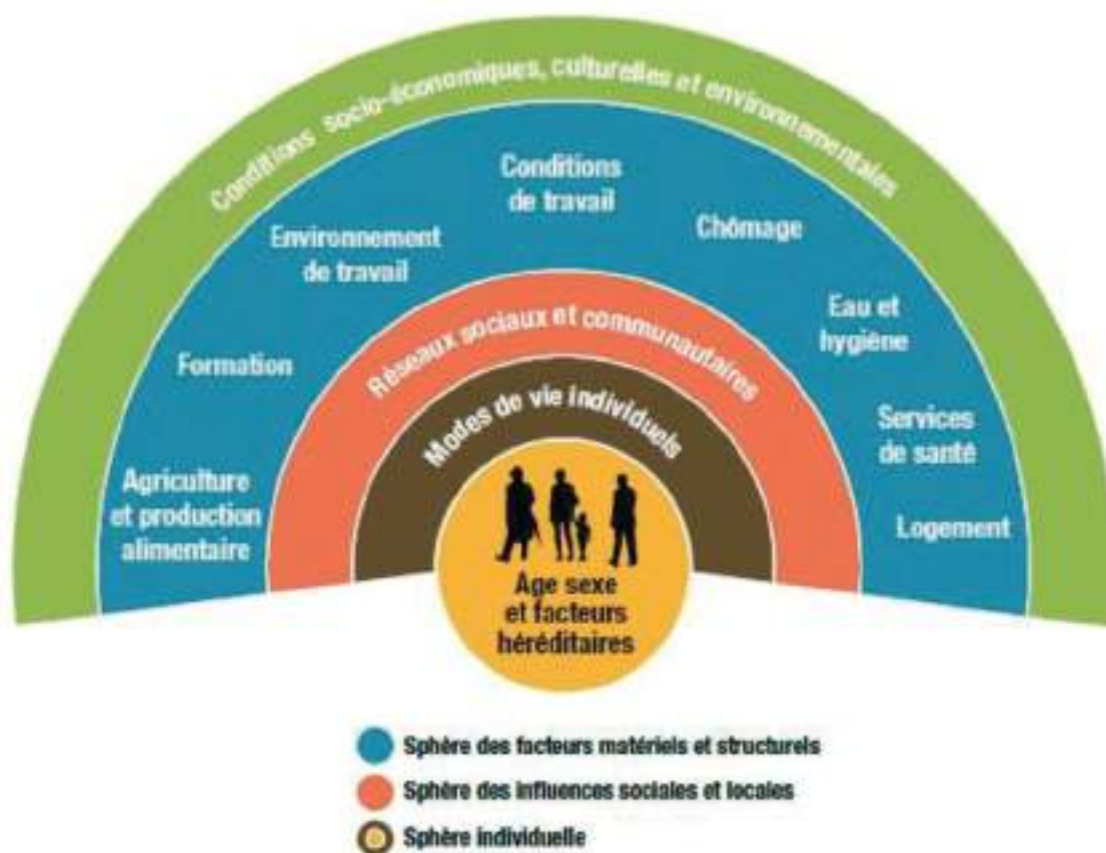 Conditions socio-économiques, culturelles et environnementales
Conditions
de travail
Environnement
de travail
Chômage
Formation
Eau et
hygiène
Agriculture
et production
alimentaire
Services
de santé
Logement
Réseaux sociaux et communautaires
Modes de vie individuels
Age sexe
et facteurs
héréditaires
Sphère des facteurs matériels et structurels
Sphère des influences sociales et locales
Sphère individuelle